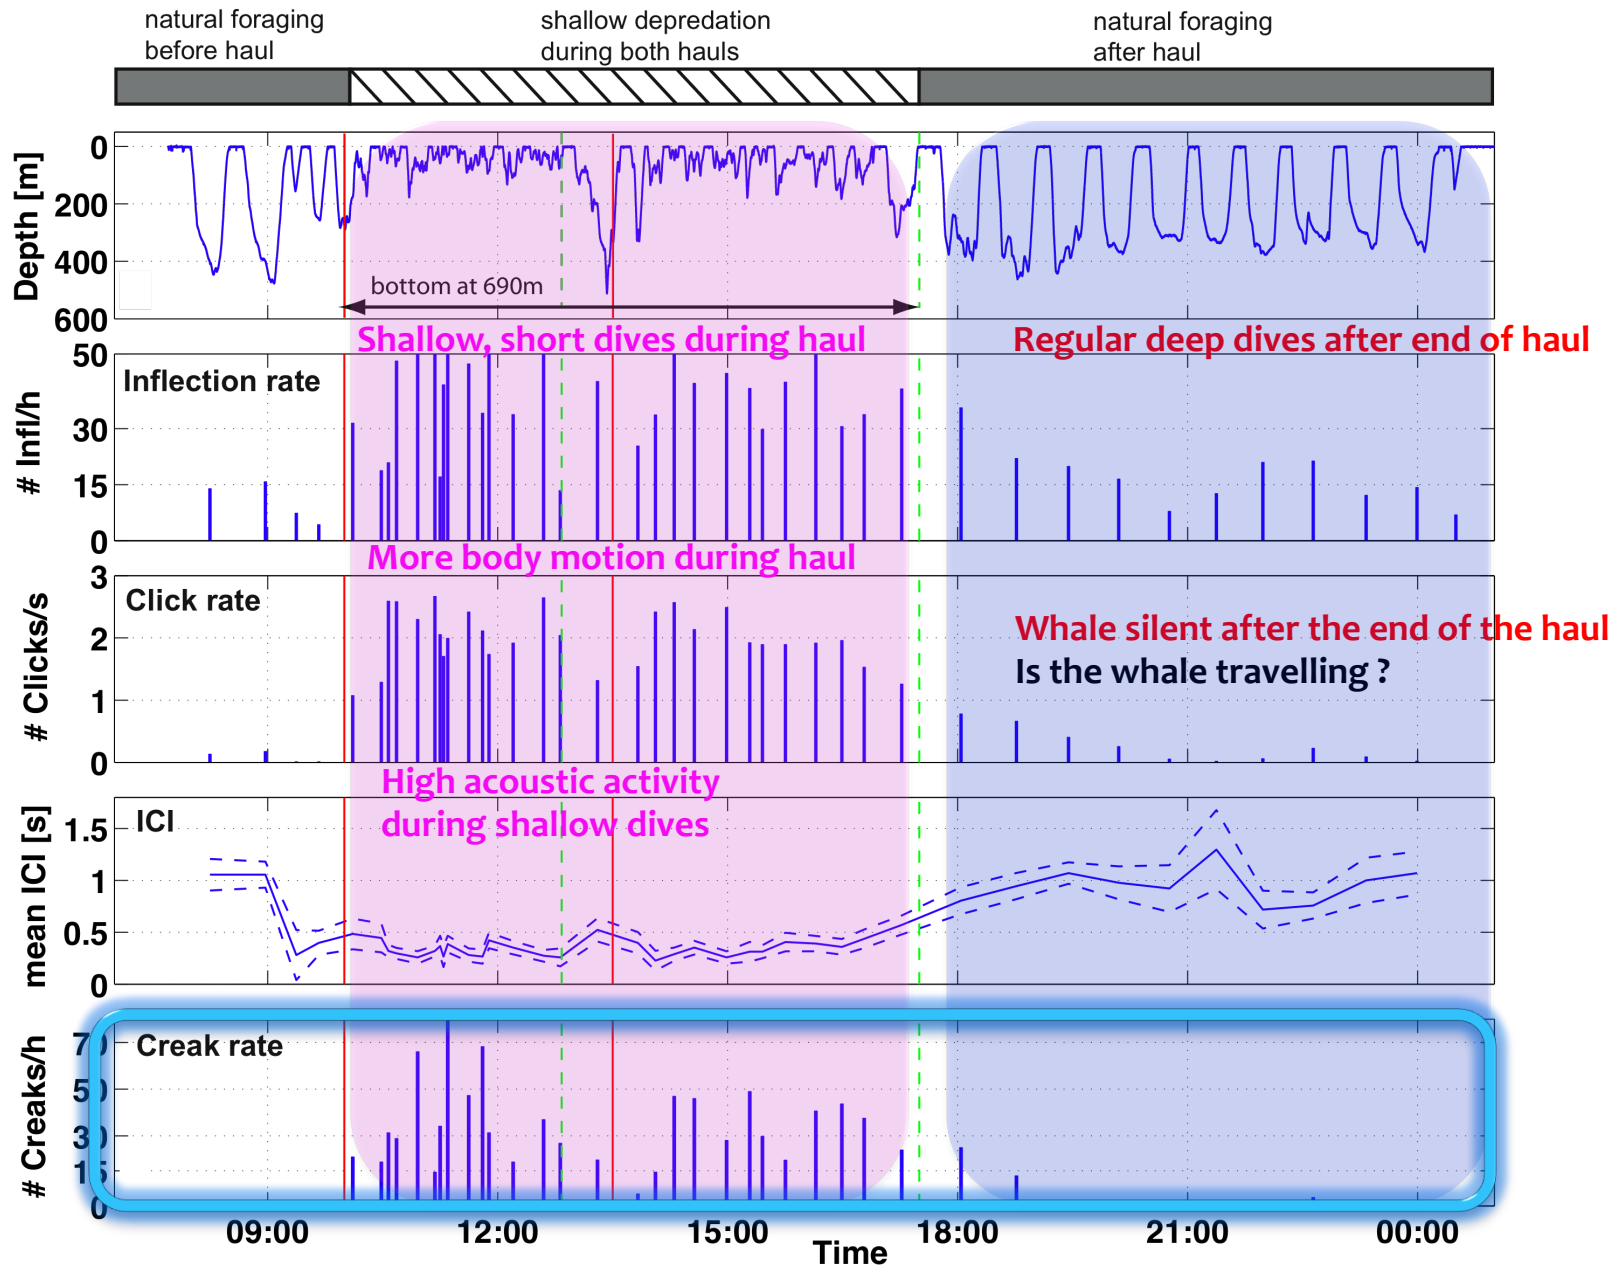 natural foraging
before haul
shallow depredation
during both hauls
natural foraging
after haul
Depth [m]
0
200
400
600
bottom at 690m
Shallow, short dives during haul
Regular deep dives after end of haul
# Infl/h
50
30
15
0
Inflection rate
More body motion during haul
# Clicks/s
3
2
1
0
Click rate
Whale silent after the end of the haul
Is the whale travelling ?
High acoustic activity
during shallow dives
mean ICI [s]
1.5
1
0.5
0
ICI
# Creaks/h
70
50
30
15
0
Creak rate
09:00 12:00 15:00 18:00 21:00 00:00
Time